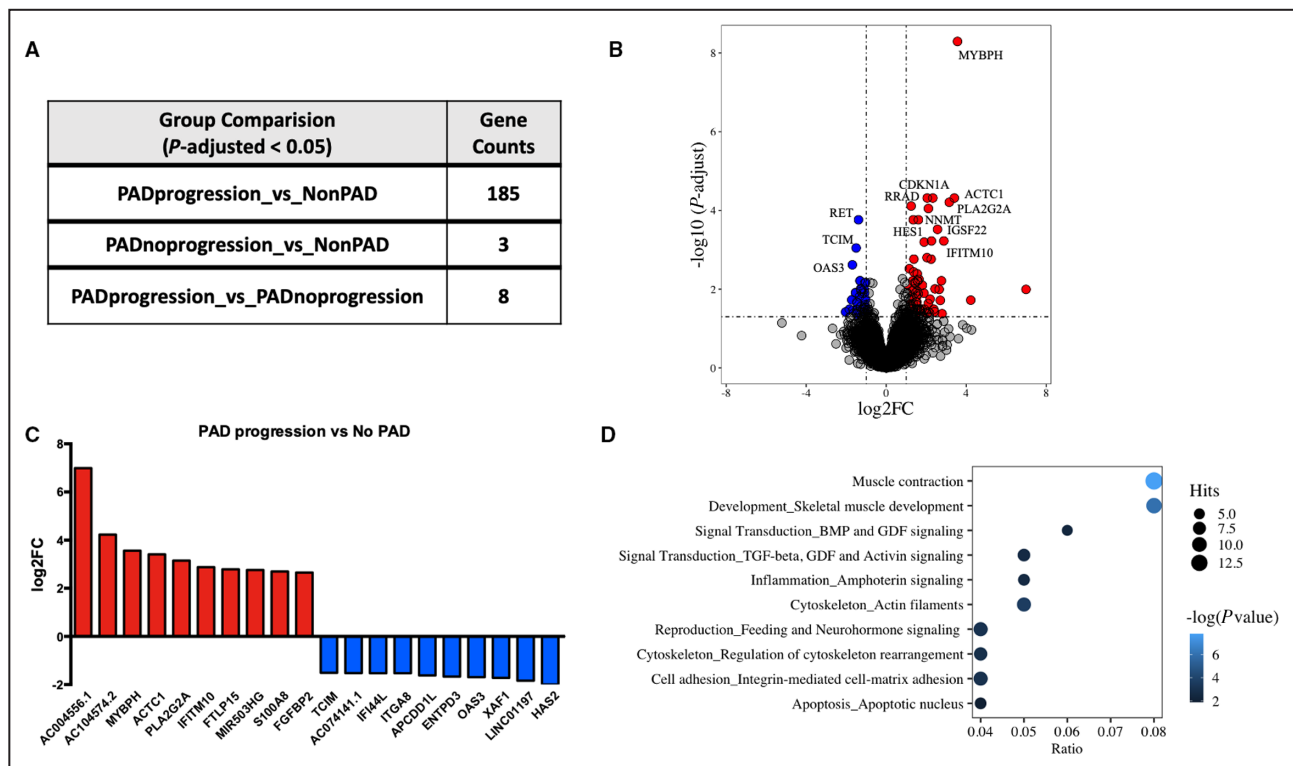 A
Group Comparision
(P-adjusted < 0.05)
Gene
Counts
PADprogression_vs_NonPAD
185
PADnoprogression_vs_NonPAD
3
PADprogression_vs_PADnoprogression
8
B
-log10 (P-adjust)
8
6
4
2
0
MYBPH
CDKN1A
ACTC1
RRAD
PLA2G2A
RET
NNMT
IGSF22
HES1
TCIM
IFITM10
OAS3
-8
-4
0
4
8
log2FC
C
PAD progression vs No PAD
log2FC
8
6
4
2
0
-2
AC004556.1
AC104574.2
MYBPH
ACTC1
PLA2G2A
IFITM10
FTLP15
MIR503HG
S100A8
FGFBP2
TCIM
AC074141.1
IFI44L
ITGA8
APCDD1L
ENTPD3
OAS3
XAF1
LINC01197
HAS2
D
Muscle contraction
Development_Skeletal muscle development
Signal Transduction_BMP and GDF signaling
Signal Transduction_TGF-beta, GDF and Activin signaling
Inflammation_Amphoterin signaling
Cytoskeleton_Actin filaments
Reproduction_Feeding and Neurohormone signaling
Cytoskeleton_Regulation of cytoskeleton rearrangement
Cell adhesion_Integrin-mediated cell-matrix adhesion
Apoptosis_Apoptotic nucleus
0.04
0.05
0.06
0.07
0.08
Ratio
Hits
5.0
7.5
10.0
12.5
-log(Pvalue)
6
4
2